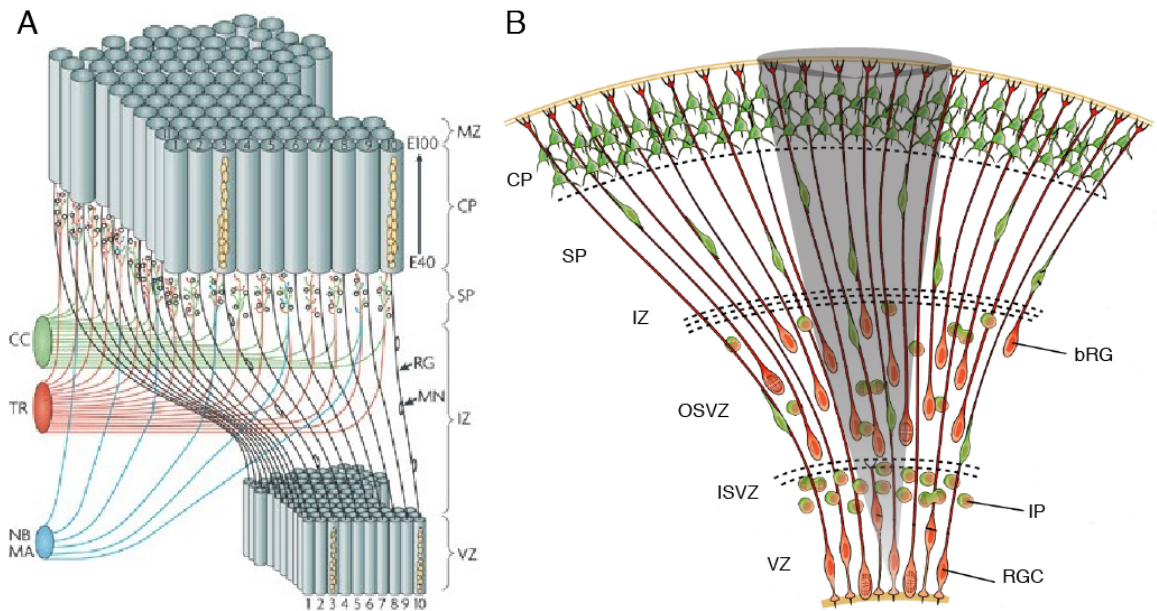 A
1 2 3 4 5 6 7 8 9 10
MZ
E100
CP
E40
SP
CC
RG
MN
TR
IZ
NB
MA
VZ
1 2 3 4 5 6 7 8 9 10
B
CP
SP
IZ
bRG
OSVZ
ISVZ
IP
VZ
RGC